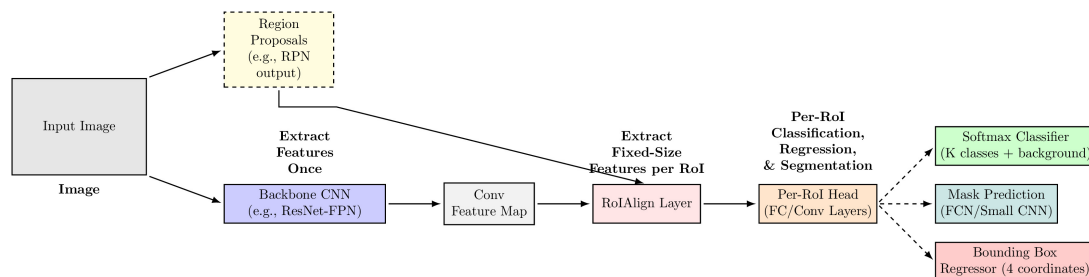 Region
Proposals
(e.g., RPN
output)
Input Image
Image
Extract
Features
Once
Backbone CNN
(e.g., ResNet-FPN)
Conv
Feature Map
Extract
Fixed-Size
Features per RoI
RoIAlign Layer
Per-RoI
Classification,
Regression,
& Segmentation
Per-RoI Head
(FC/Conv Layers)
Softmax Classifier
(K classes + background)
Mask Prediction
(FCN/Small CNN)
Bounding Box
Regressor (4 coordinates)